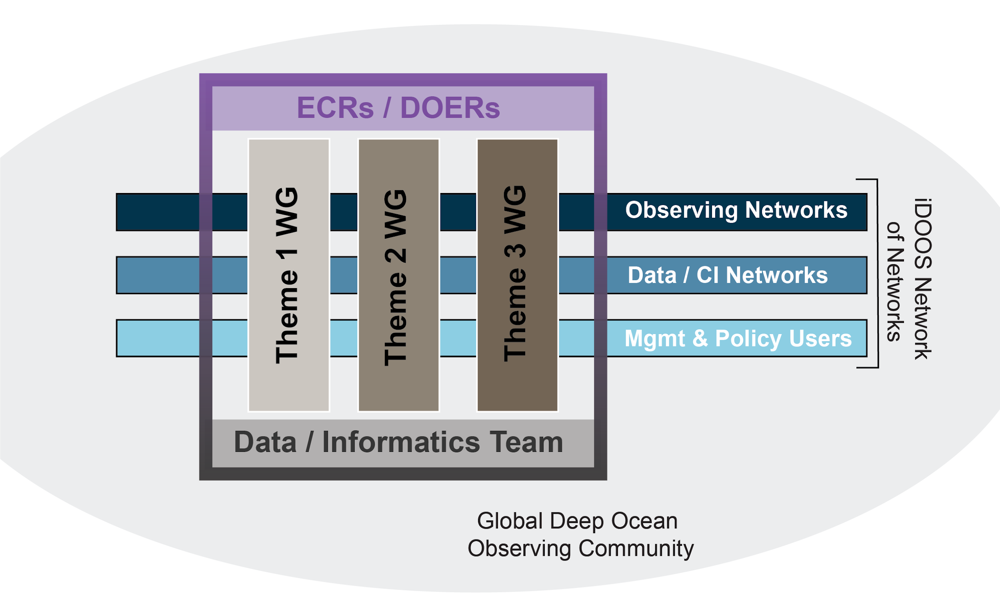 ECRs / DOERs
Theme 1 WG
Theme 2 WG
Theme 3 WG
Observing Networks
Data / CI Networks
Mgmt & Policy Users
iDOOS Network
of Networks
Data / Informatics Team
Global Deep Ocean
Observing Community